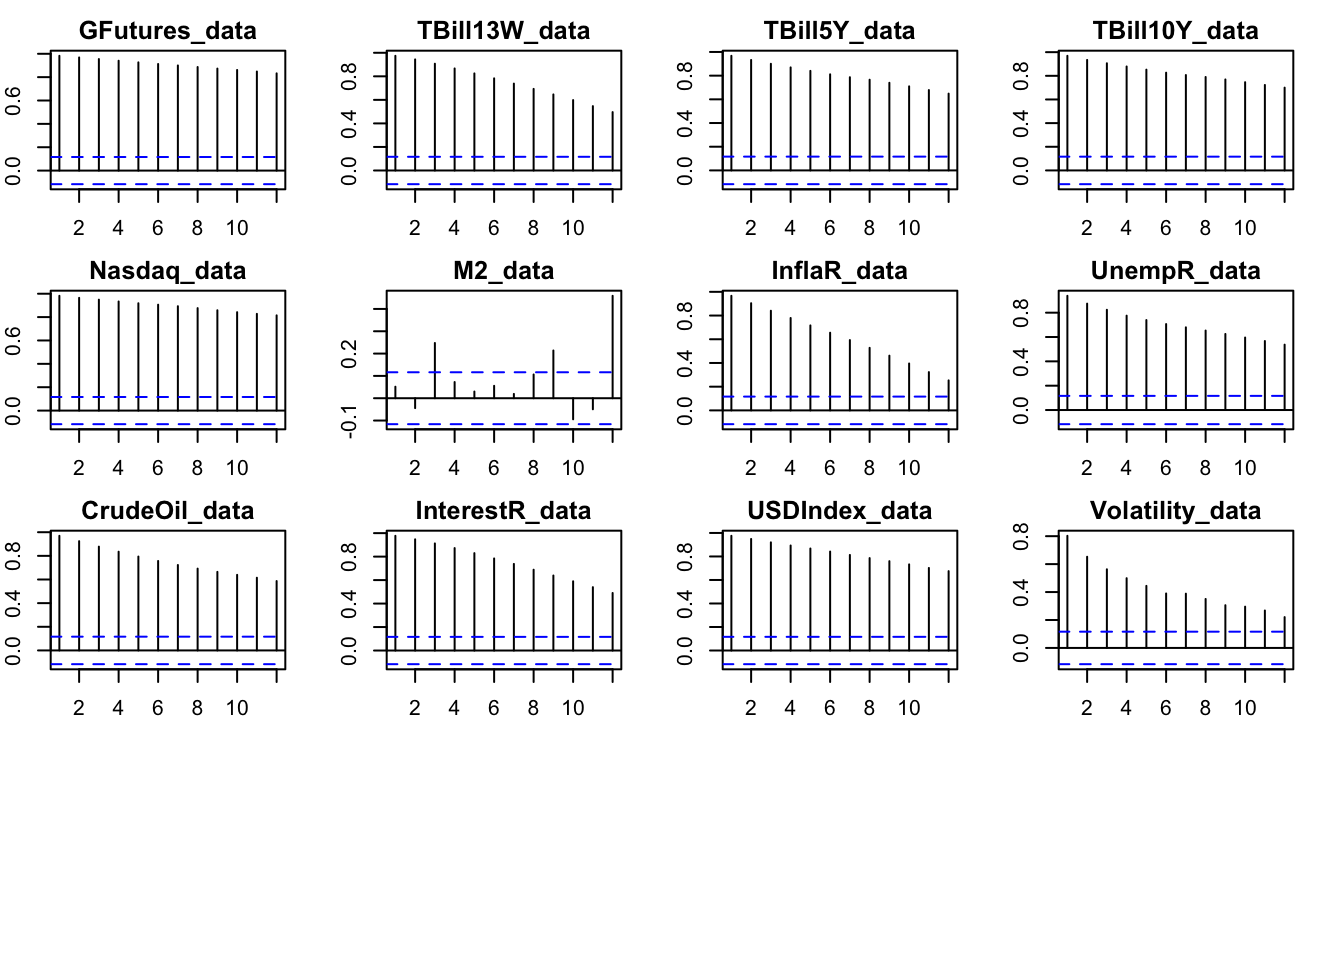 GFutures_data TBill13W_data TBill5Y_data TBill10Y_data
0.0 0.6 0.0 0.4 0.8 0.0 0.4 0.8 0.0 0.4 0.8
2 4 6 8 10 2 4 6 8 10 2 4 6 8 10 2 4 6 8 10
Nasdaq_data M2_data InflaR_data UnempR_data
0.0 0.6 -0.1 0.2 0.0 0.4 0.8 0.0 0.4 0.8
2 4 6 8 10 2 4 6 8 10 2 4 6 8 10 2 4 6 8 10
CrudeOil_data InterestR_data USDIndex_data Volatility_data
0.0 0.4 0.8 0.0 0.4 0.8 0.0 0.4 0.8 0.0 0.4 0.8
2 4 6 8 10 2 4 6 8 10 2 4 6 8 10 2 4 6 8 10